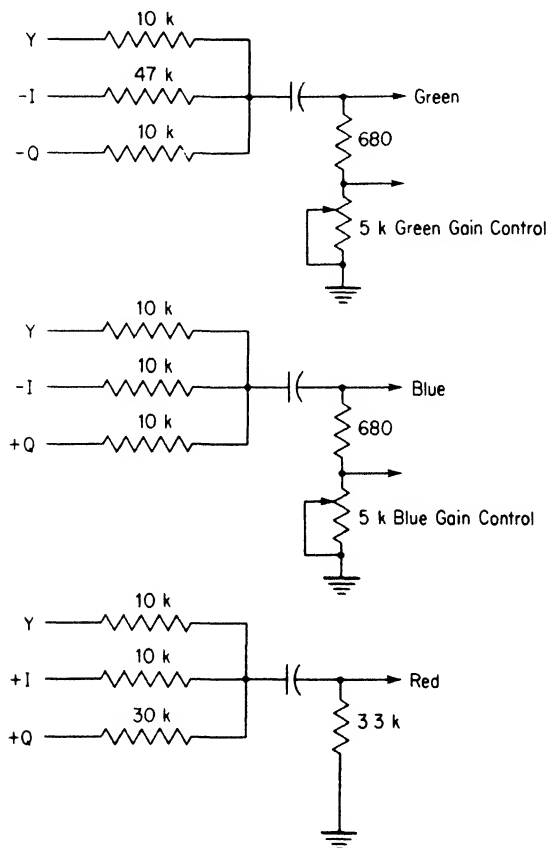 10 k
Y
47 k
-I
Green
10 k
680
-Q
5 k Green Gain Control
10 k
Y
10 k
-I
Blue
10 k
680
+Q
5 k Blue Gain Control
10 k
Y
10 k
+I
Red
30 k
3.3 k
+Q